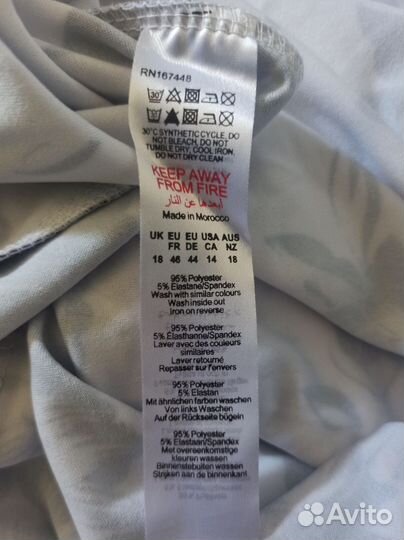 RN167448
30°
30°C SYNTHETIC CYCLE, DO
NOT BLEACH, DO NOT
TUMBLE DRY, COOL IRON,
DO NOT DRY CLEAN
KEEP AWAY
FROM FIRE
أبعدها عن النار
Made in Morocco
UK EU EU USA AUS
FR DE CA NZ
18 46 44 14 18
95% Polyester
5% Elastane/Spandex
Wash with similar colours
Wash inside out
Iron on reverse
95% Polyester
5% Elasthanne/Spandex
Laver avec des couleurs
similaires
Laver retourné
Repasser sur l'envers
95% Polyester
5% Elastan
Mit ähnlichen farben waschen
Von links Waschen
Auf der Rückseite bügeln
95% Polyester
5% Elastaan/Spandex
Met overeenkomstige
kleuren wassen
Binnenstebuiten wassen
Strijken aan de binnenkant
Avito